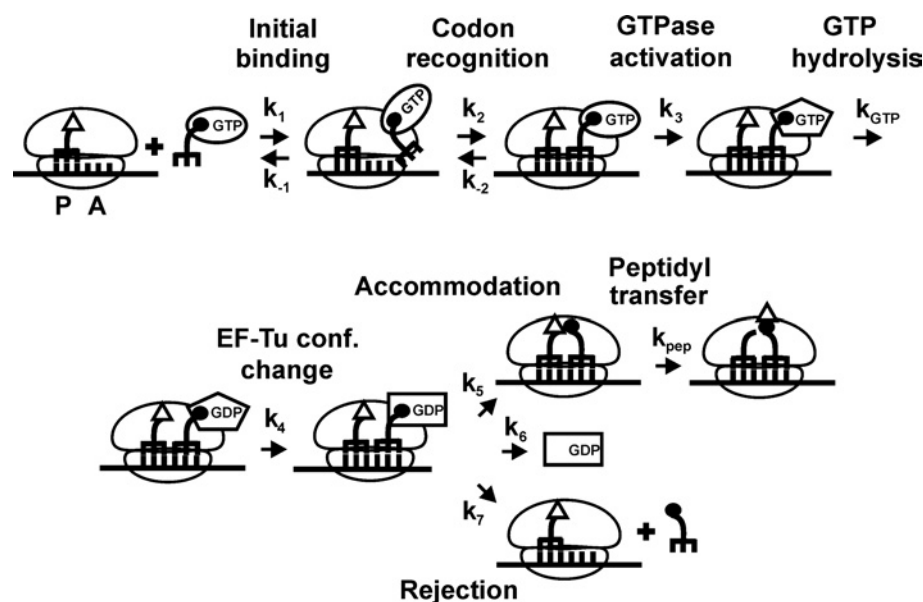 Initial
binding
Codon
recognition
GTPase
activation
GTP
hydrolysis
GTP
k1
k-1
GTP
k2
k-2
GTP
k3
GTP
kGTP
P A
Accommodation
Peptidyl
transfer
EF-Tu conf.
change
GDP
k4
GDP
k5
kpep
k6
GDP
k7
Rejection